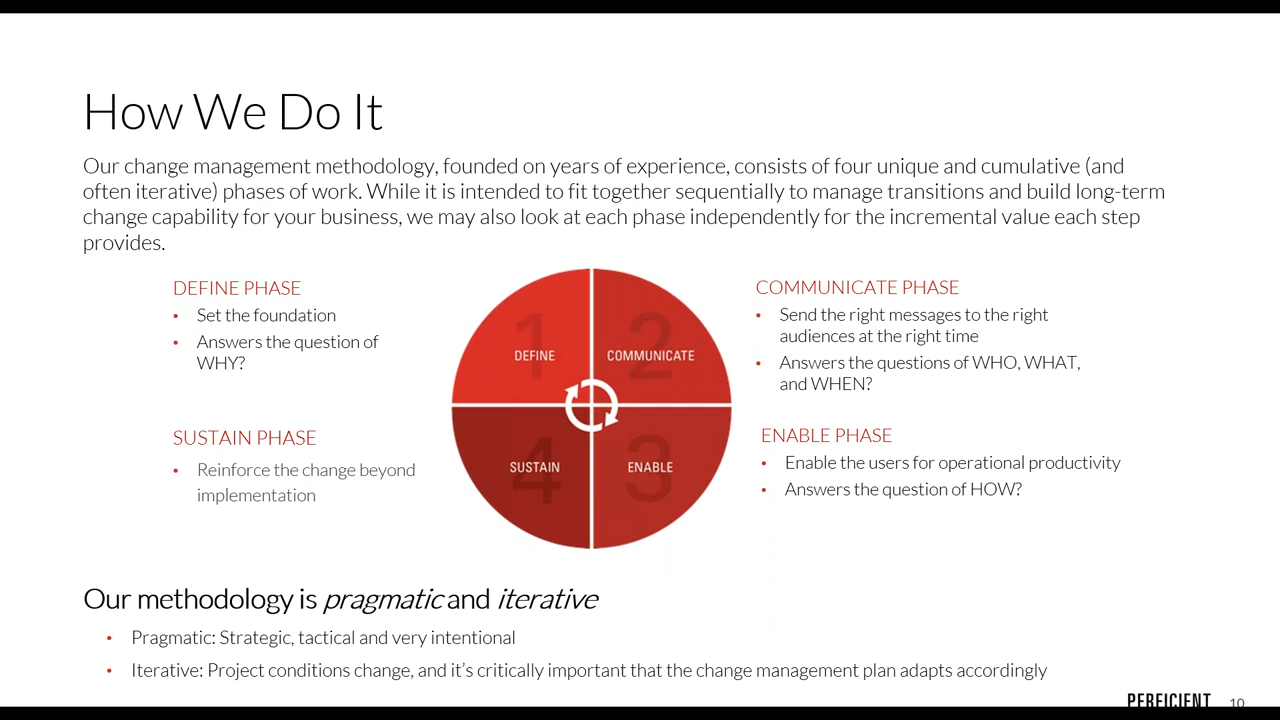 How We Do It
Our change management methodology, founded on years of experience, consists of four unique and cumulative (and
often iterative) phases of work. While it is intended to fit together sequentially to manage transitions and build long-term
change capability for your business, we may also look at each phase independently for the incremental value each step
provides.
DEFINE PHASE
• Set the foundation
• Answers the question of
WHY?
SUSTAIN PHASE
• Reinforce the change beyond
implementation
1
DEFINE
2
COMMUNICATE
4
SUSTAIN
3
ENABLE
COMMUNICATE PHASE
• Send the right messages to the right
audiences at the right time
• Answers the questions of WHO, WHAT,
and WHEN?
ENABLE PHASE
• Enable the users for operational productivity
• Answers the question of HOW?
Our methodology is pragmatic and iterative
• Pragmatic: Strategic, tactical and very intentional
• Iterative: Project conditions change, and it’s critically important that the change management plan adapts accordingly
PERFICIENT 10